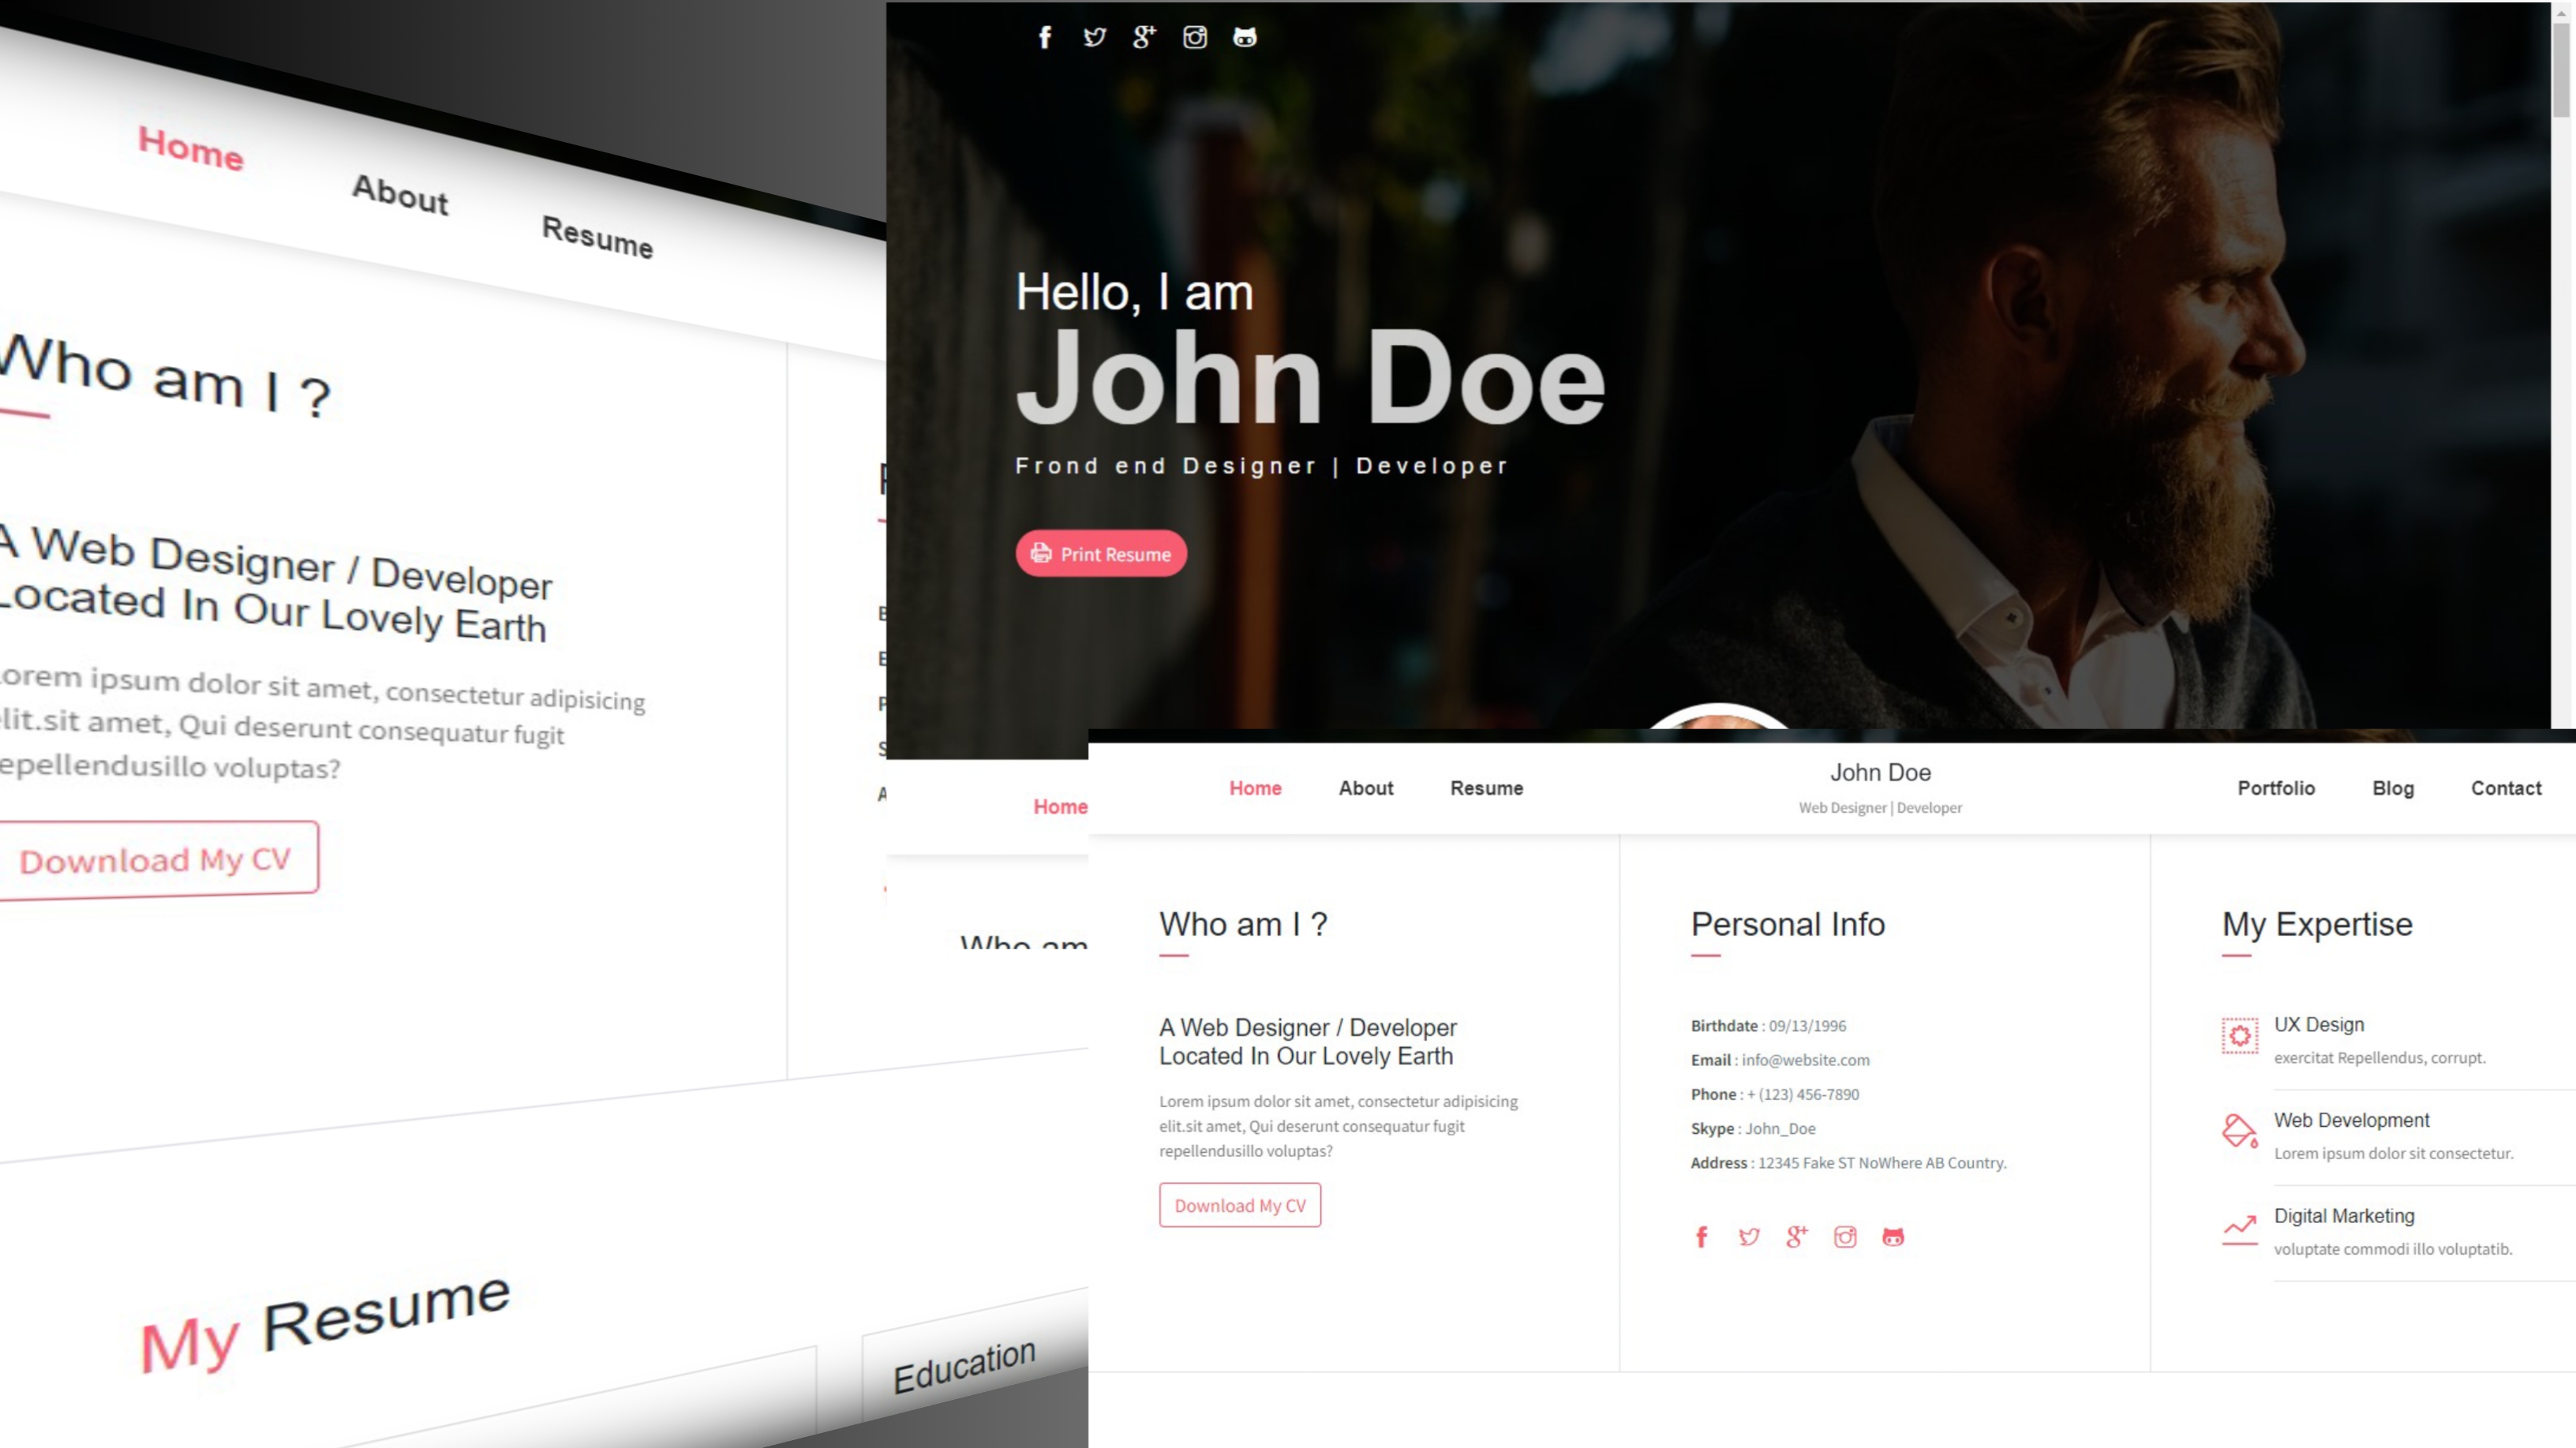 Home
About
Resume
Who am I ?
A Web Designer / Developer
Located In Our Lovely Earth
orem ipsum dolor sit amet, consectetur adipisicing
lit.sit amet, Qui deserunt consequatur fugit
epellendusillo voluptas?
Download My CV
My Resume
Education
Hello, I am
John Doe
Frond end Designer | Developer
Print Resume
Home
Who am
Home
About
Resume
John Doe
Web Designer | Developer
Portfolio
Blog
Contact
Who am I ?
A Web Designer / Developer
Located In Our Lovely Earth
Lorem ipsum dolor sit amet, consectetur adipisicing
elit.sit amet, Qui deserunt consequatur fugit
repellendusillo voluptas?
Download My CV
Personal Info
Birthdate : 09/13/1996
Email : info@website.com
Phone : + (123) 456-7890
Skype : John_Doe
Address : 12345 Fake ST NoWhere AB Country.
My Expertise
UX Design
exercitat Repellendus, corrupt.
Web Development
Lorem ipsum dolor sit consectetur.
Digital Marketing
voluptate commodi illo voluptatib.